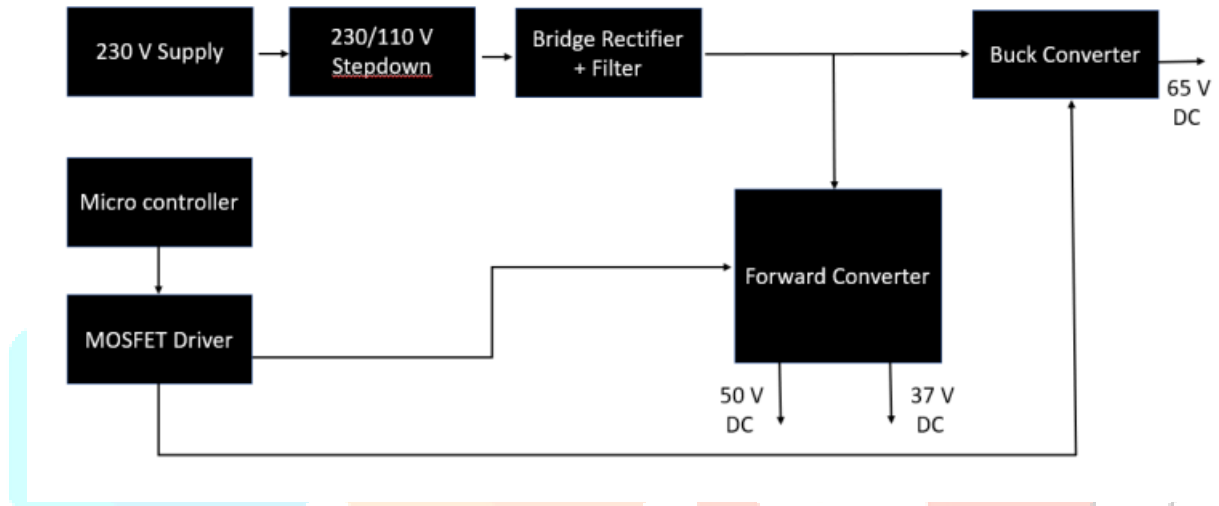 230 V Supply
230/110 V
Stepdown
Bridge Rectifier
+ Filter
Buck Converter
65 V
DC
Micro controller
Forward Converter
MOSFET Driver
50 V
DC
37 V
DC